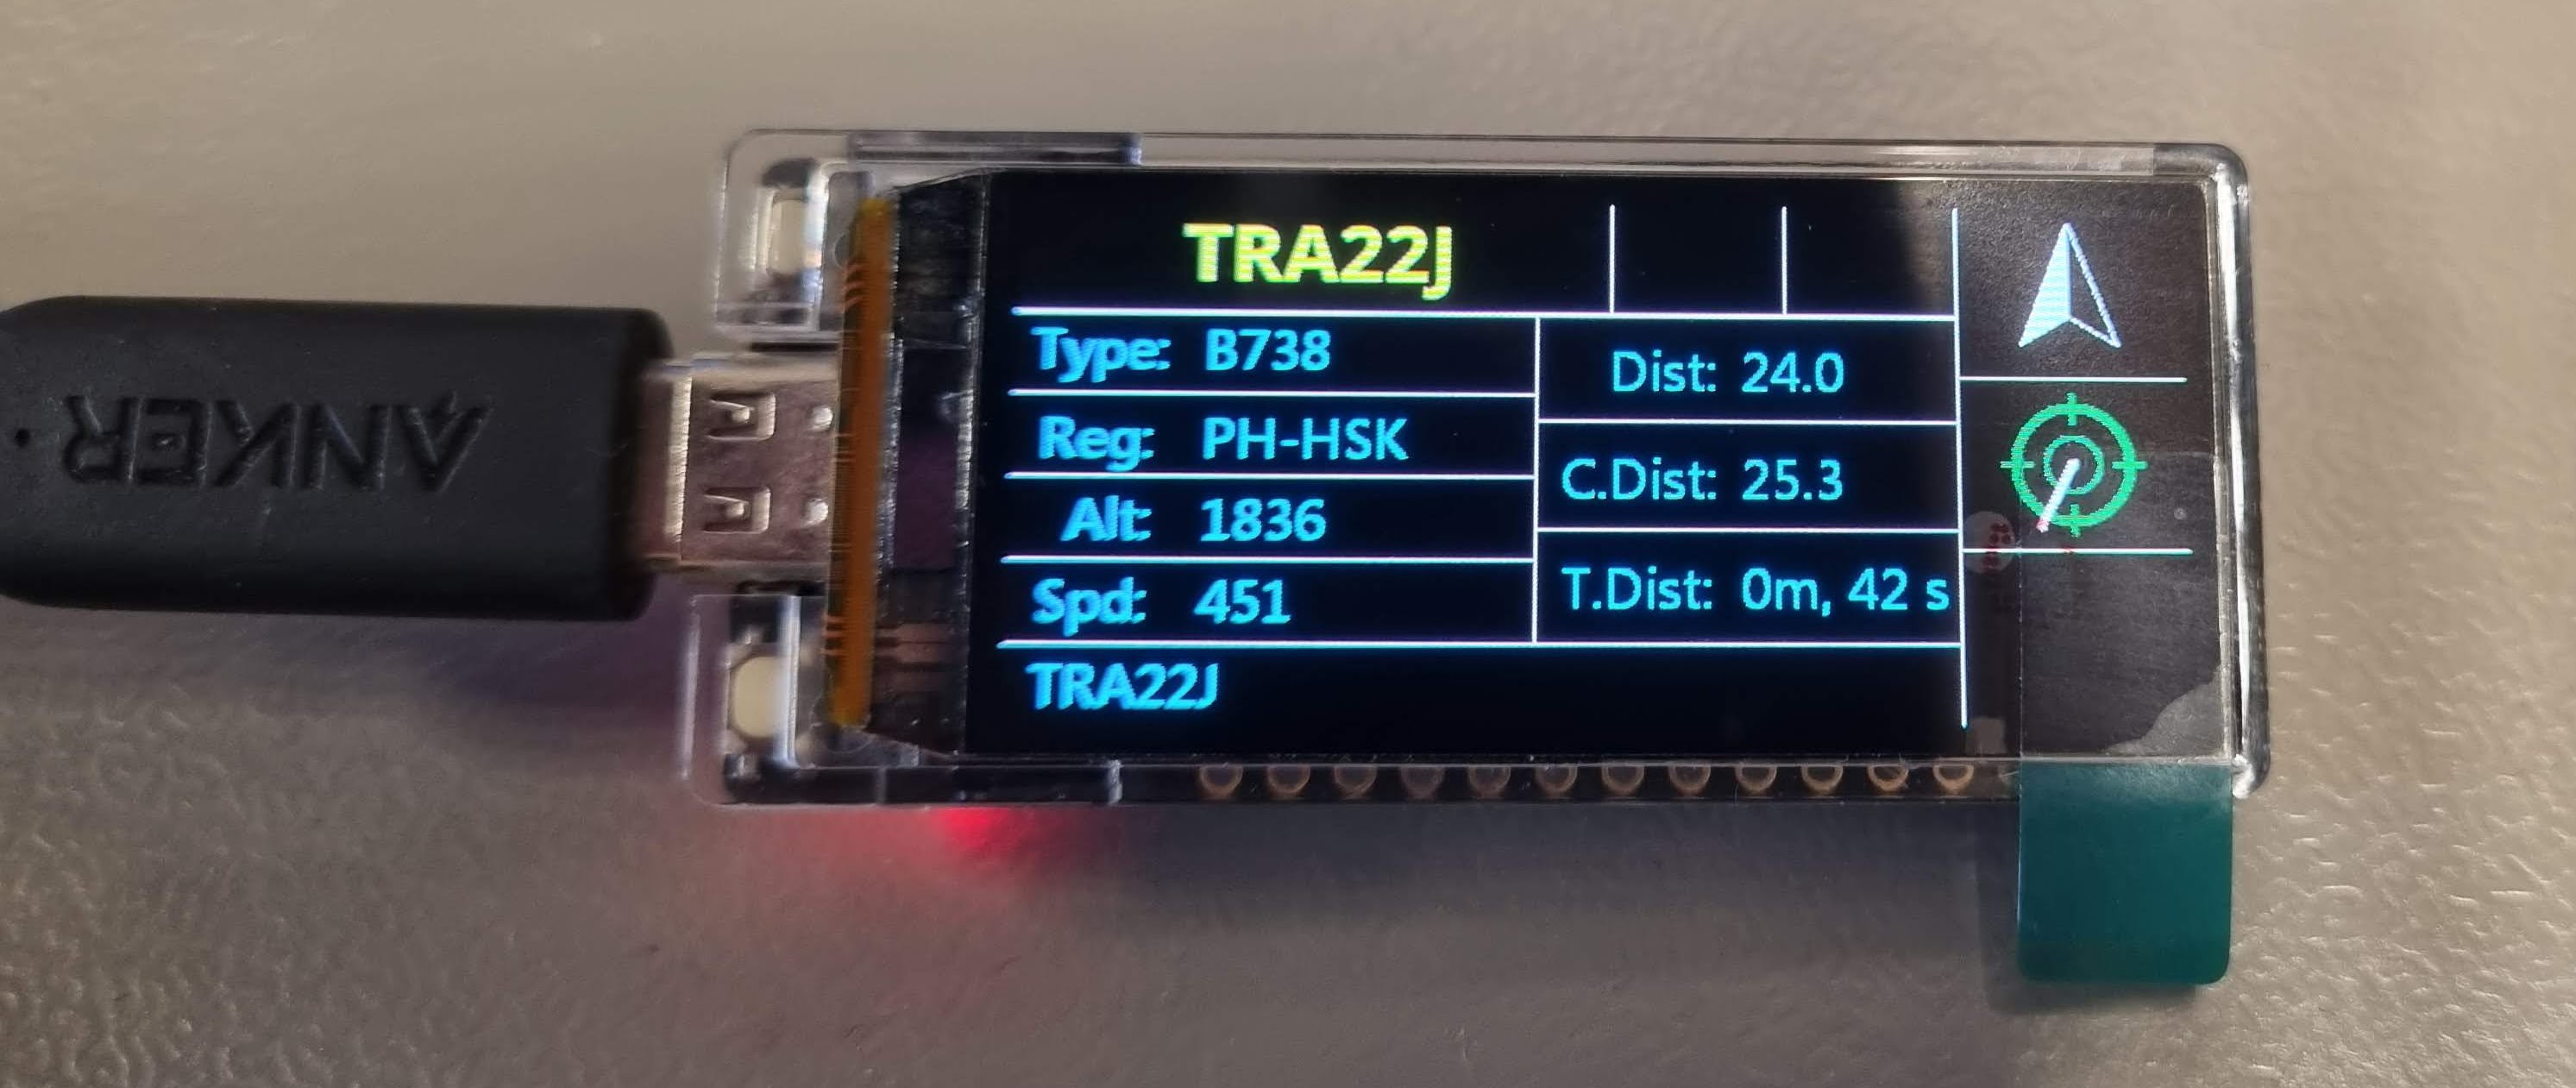 ANKER
TRA22J
Type: B738
Reg: PH-HSK
Alt: 1836
Spd: 451
Dist: 24.0
C.Dist: 25.3
T.Dist: 0m, 42 s
TRA22J